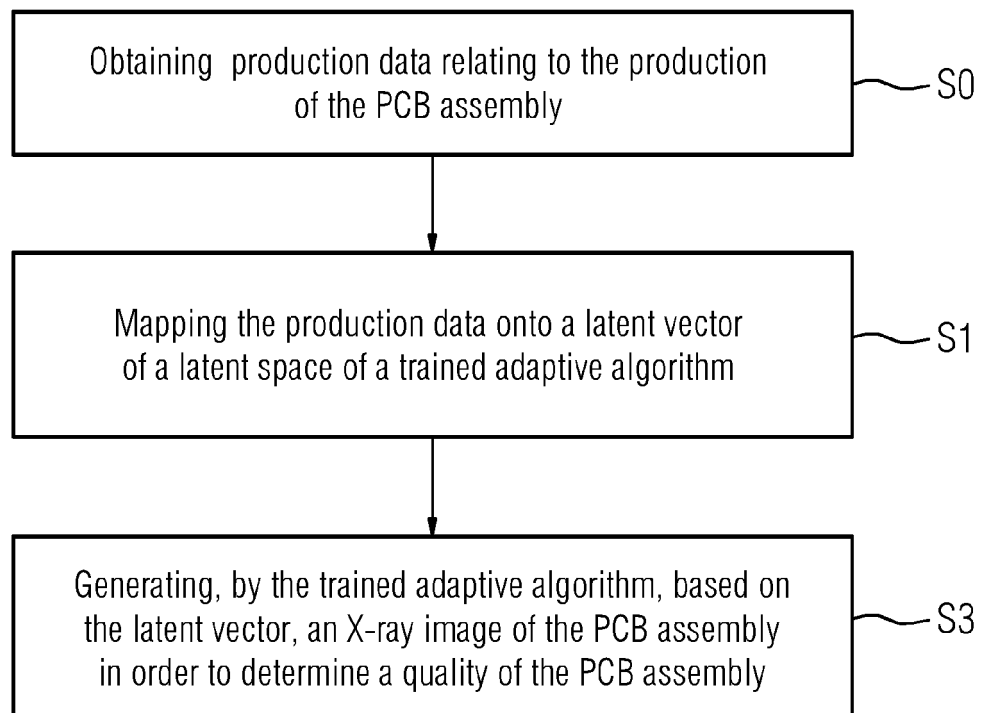 Obtaining production data relating to the production
of the PCB assembly
S0
Mapping the production data onto a latent vector
of a latent space of a trained adaptive algorithm
S1
Generating, by the trained adaptive algorithm, based on
the latent vector, an X-ray image of the PCB assembly
in order to determine a quality of the PCB assembly
S3